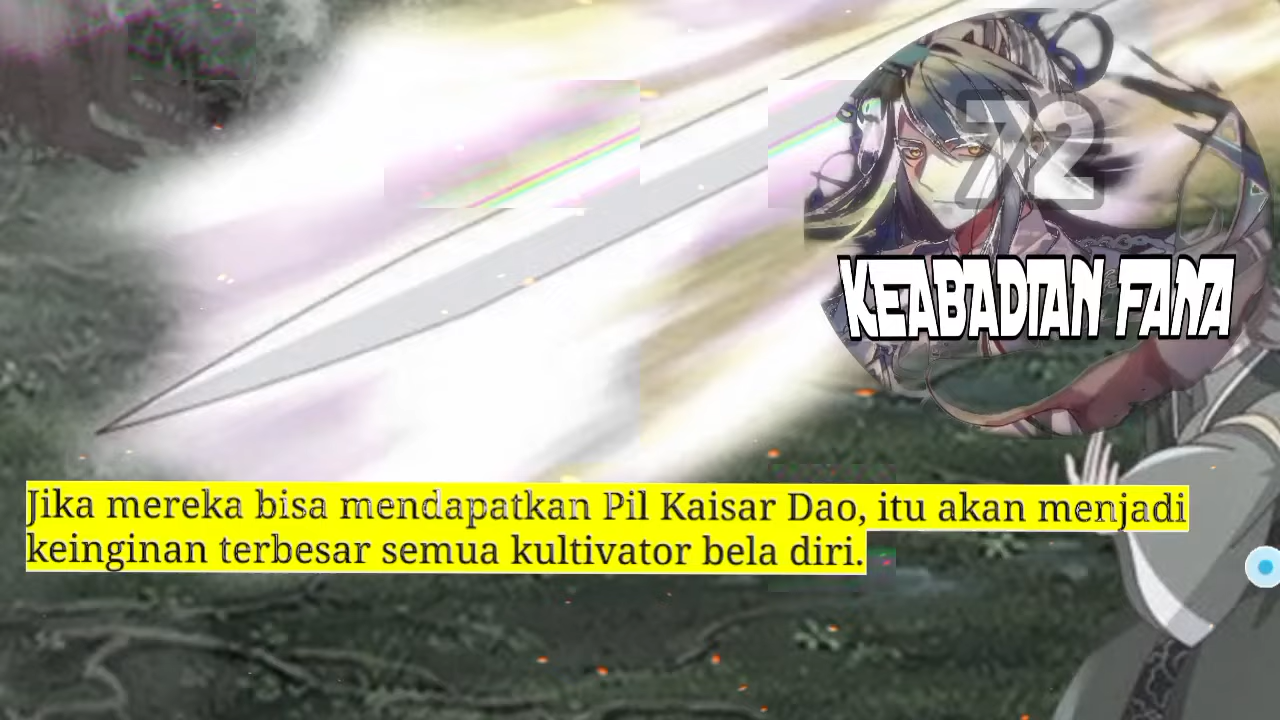 72
KEABADIAN FANA
Jika mereka bisa mendapatkan Pil Kaisar Dao, itu akan menjadi
keinginan terbesar semua kultivator bela diri.